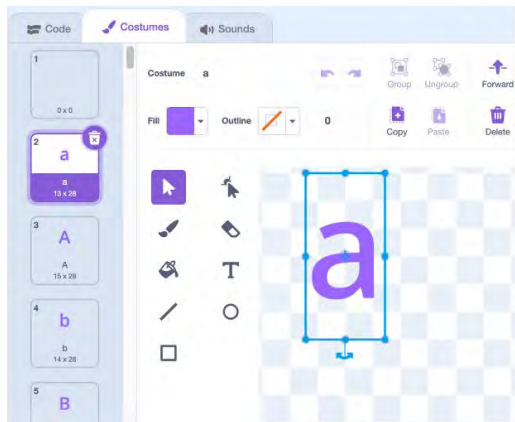 Code
Costumes
Sounds
1
0 x 0
2
a
a
13 x 28
3
A
A
15 x 28
4
b
b
14 x 28
5
B
Costume a
Group
Ungroup
Forward
Fill
Outline
0
Copy
Paste
Delete
T
a